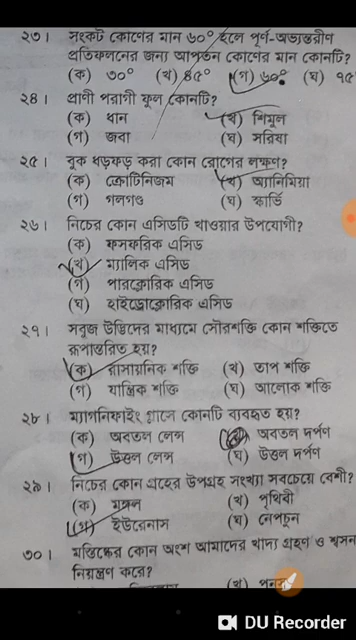 ২৩। সংকট কোণের মান ৬০° হলে পূর্ণ-অভ্যন্তরীণ
প্রতিফলনের জন্য আপতন কোণের মান কোনটি?
(ক) ৩০° (খ) ৪৫° (গ) ৬০° (ঘ) ৭৫
২৪। প্রাণী পরাগী ফুল কোনটি?
(ক) ধান (খ) শিমুল
(গ) জবা (ঘ) সরিষা
২৫। বুক ধড়ফড় করা কোন রোগের লক্ষণ?
(ক) ক্রোটিনিজম (খ) অ্যানিমিয়া
(গ) গলগণ্ড (ঘ) স্কার্ভি
২৬। নিচের কোন এসিডটি খাওয়ার উপযোগী?
(ক) ফসফরিক এসিড
(খ) ম্যালিক এসিড
(গ) পারক্লোরিক এসিড
(ঘ) হাইড্রোক্লোরিক এসিড
২৭। সবুজ উদ্ভিদের মাধ্যমে সৌরশক্তি কোন শক্তিতে
রূপান্তরিত হয়?
(ক) রাসায়নিক শক্তি (খ) তাপ শক্তি
(গ) যান্ত্রিক শক্তি (ঘ) আলোক শক্তি
২৮। ম্যাগনিফাইং গ্লাসে কোনটি ব্যবহৃত হয়?
(ক) অবতল লেন্স অবতল দর্পণ
(গ) উত্তল লেন্স (ঘ) উত্তল দর্পণ
২৯। নিচের কোন গ্রহের উপগ্রহ সংখ্যা সবচেয়ে বেশী?
(ক) মঙ্গল (খ) পৃথিবী
(গ) ইউরেনাস (ঘ) নেপচুন
৩০। মস্তিষ্কের কোন অংশ আমাদের খাদ্য গ্রহণ ও শ্বসন
নিয়ন্ত্রণ করে?
(খ)
DU Recorder